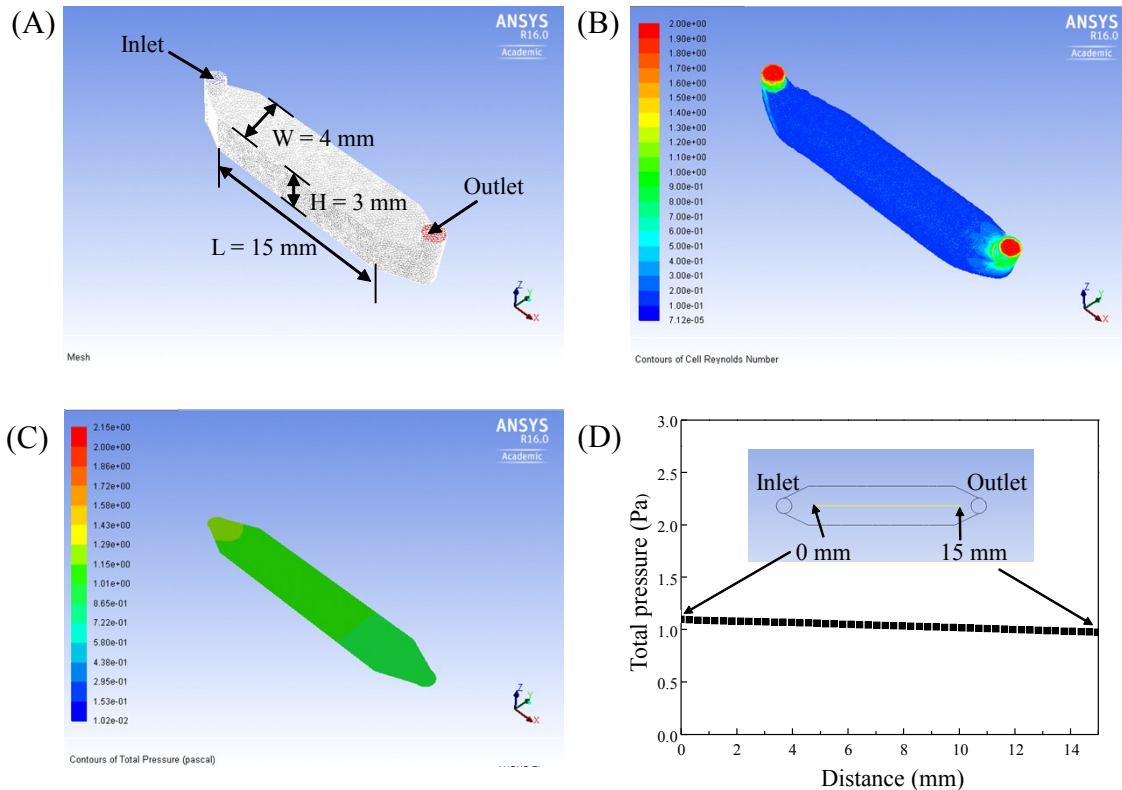 (A)
ANSYS
R16.0
Academic
Inlet
W = 4 mm
H = 3 mm
L = 15 mm
Outlet
Z
Y
X
Mesh
(B)
ANSYS
R16.0
Academic
2.00e+00
1.90e+00
1.80e+00
1.70e+00
1.60e+00
1.50e+00
1.40e+00
1.30e+00
1.20e+00
1.10e+00
1.00e+00
9.00e-01
8.00e-01
7.00e-01
6.00e-01
5.00e-01
4.00e-01
3.00e-01
2.00e-01
1.00e-01
7.12e-05
Z
Y
X
Contours of Cell Reynolds Number
(C)
ANSYS
R16.0
Academic
2.15e+00
2.00e+00
1.86e+00
1.72e+00
1.58e+00
1.43e+00
1.29e+00
1.15e+00
1.01e+00
8.65e-01
7.22e-01
5.80e-01
4.38e-01
2.95e-01
1.53e-01
1.02e-02
Z
Y
X
Contours of Total Pressure (pascal)
(D)
Total pressure (Pa)
3.0
2.5
2.0
1.5
1.0
0.5
0.0
Inlet
Outlet
0 mm
15 mm
0
2
4
6
8
10
12
14
Distance (mm)